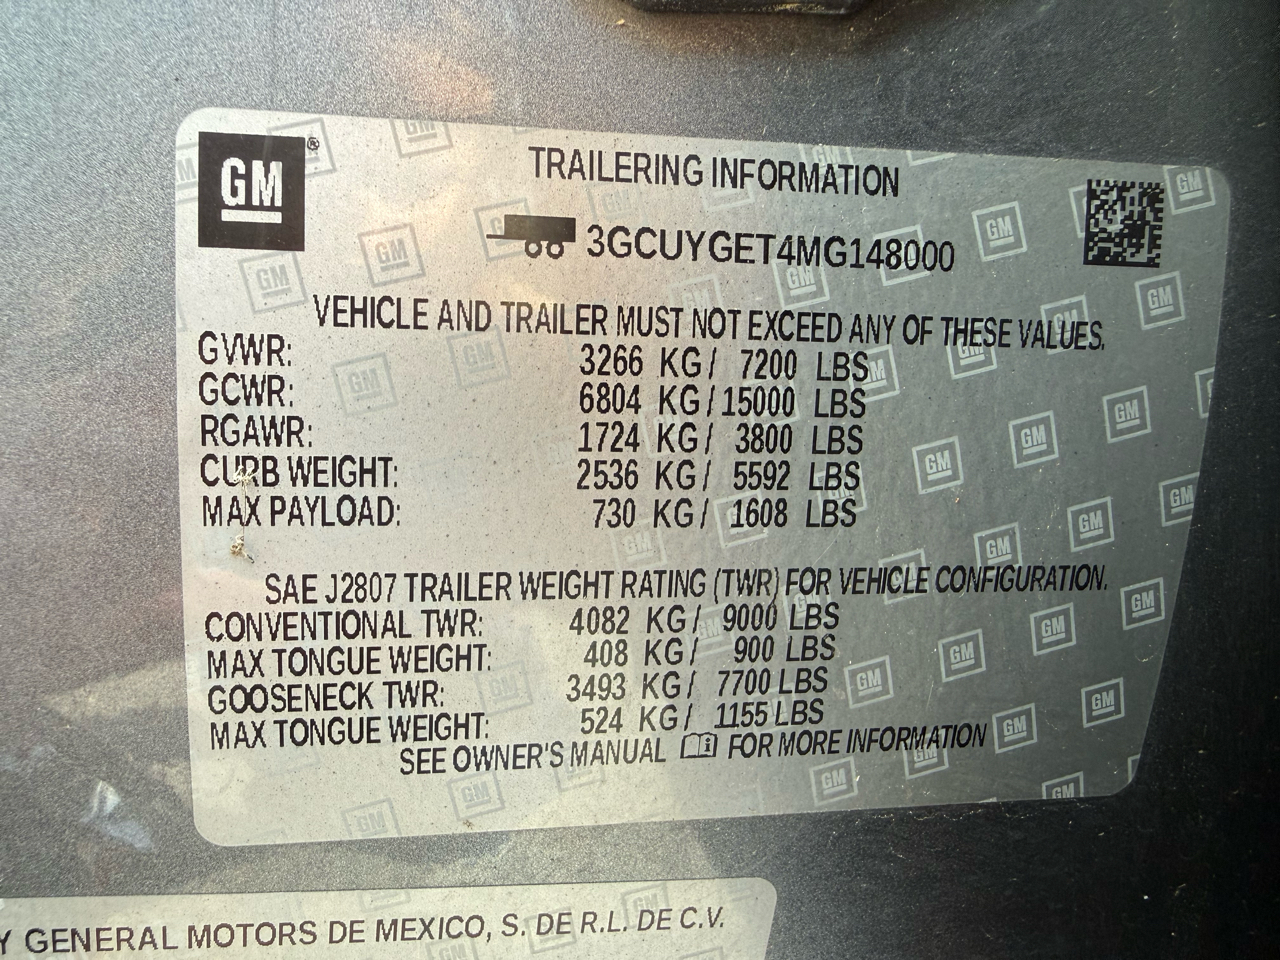 GM ®
TRAILERING INFORMATION
3GCUYGET4MG148000
VEHICLE AND TRAILER MUST NOT EXCEED ANY OF THESE VALUES.
GVWR: 3266 KG / 7200 LBS
GCWR: 6804 KG / 15000 LBS
RGAWR: 1724 KG / 3800 LBS
CURB WEIGHT: 2536 KG / 5592 LBS
MAX PAYLOAD: 730 KG / 1608 LBS
SAE J2807 TRAILER WEIGHT RATING (TWR) FOR VEHICLE CONFIGURATION.
CONVENTIONAL TWR: 4082 KG / 9000 LBS
MAX TONGUE WEIGHT: 408 KG / 900 LBS
GOOSENECK TWR: 3493 KG / 7700 LBS
MAX TONGUE WEIGHT: 524 KG / 1155 LBS
SEE OWNER'S MANUAL FOR MORE INFORMATION
Y GENERAL MOTORS DE MEXICO, S. DE R.L. DE C.V.